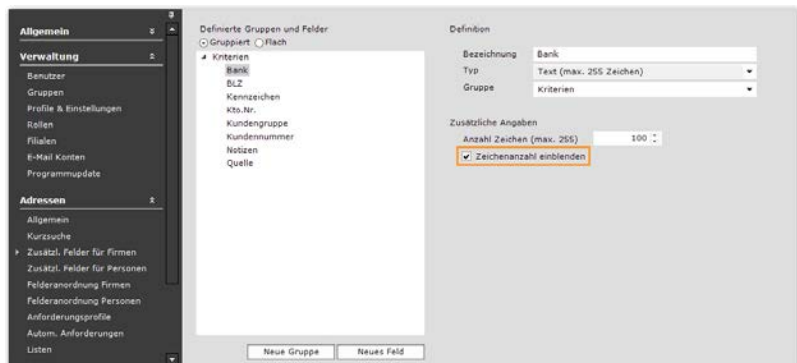 Allgemein
Verwaltung
Benutzer
Gruppen
Profile & Einstellungen
Rollen
Filialen
E-Mail Konten
Programmupdate
Adressen
Allgemein
Kurzsuche
Zusätzl. Felder für Firmen
Zusätzl. Felder für Personen
Felderanordnung Firmen
Felderanordnung Personen
Anforderungsprofile
Autom. Anforderungen
Listen
Definierte Gruppen und Felder
Gruppiert Flach
Kriterien
Bank
BLZ
Kennzeichen
Kto.Nr.
Kundengruppe
Kundennummer
Notizen
Quelle
Neue Gruppe Neues Feld
Definition
Bezeichnung Bank
Typ Text (max. 255 Zeichen)
Gruppe Kriterien
Zusätzliche Angaben
Anzahl Zeichen (max. 255) 100
Zeichenanzahl einblenden